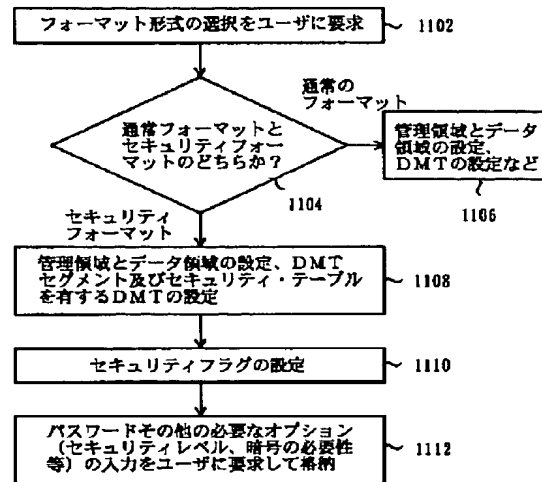 フォーマット形式の選択をユーザに要求
1102
通常の
フォーマット
通常フォーマットと
セキュリティフォー
マットのどちらか？
1104
管理領域とデータ
領域の設定、
DMTの設定など
1106
セキュリティ
フォーマット
管理領域とデータ領域の設定、DMT
セグメント及びセキュリティ・テーブル
を有するDMTの設定
1108
セキュリティフラグの設定
1110
パスワードその他の必要なオプション
（セキュリティレベル、暗号の必要性
等）の入力をユーザに要求して格納
1112